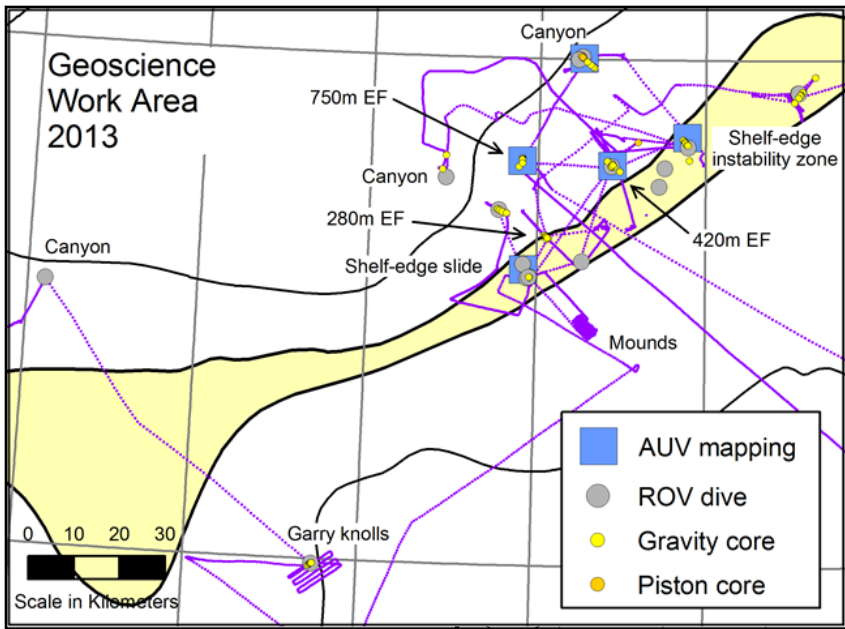 Geoscience
Work Area
2013
Canyon
750m EF
Canyon
Shelf-edge
instability zone
280m EF
420m EF
Canyon
Shelf-edge slide
Mounds
Garry knolls
0 10 20 30
Scale in Kilometers
AUV mapping
ROV dive
Gravity core
Piston core